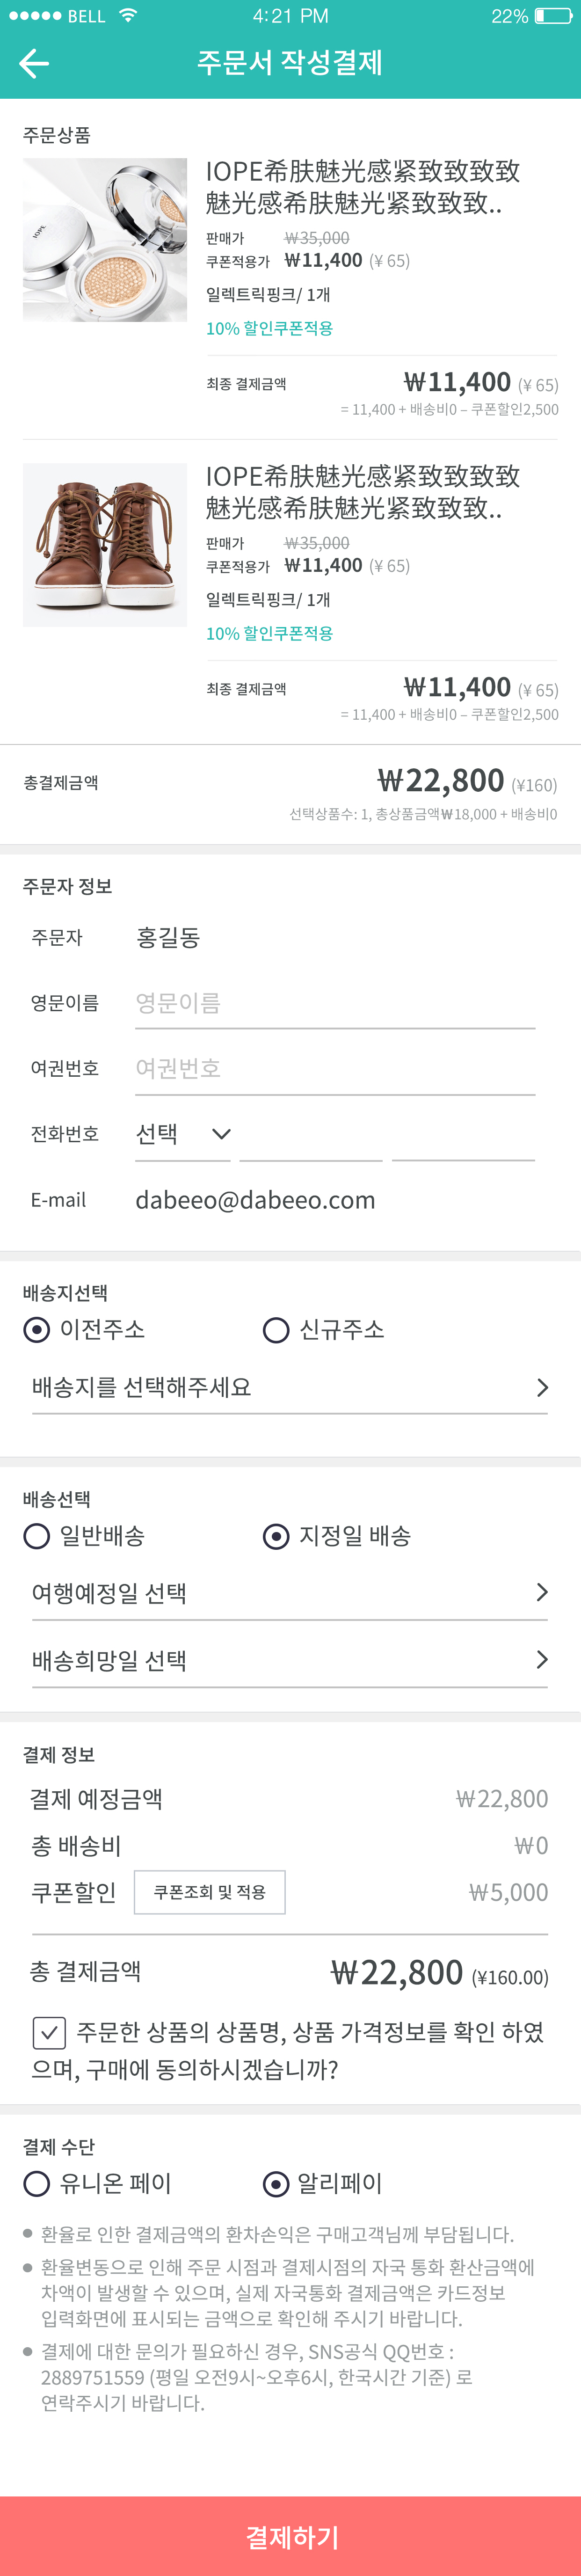 BELL 4:21 PM 22%
주문서 작성결제
주문상품
IOPE
IOPE希肤魅光感紧致致致致
魅光感希肤魅光紧致致致..
판매가 ₩35,000
쿠폰적용가 ₩11,400 (¥ 65)
일렉트릭핑크/ 1개
10% 할인쿠폰적용
최종 결제금액 ₩11,400 (¥ 65)
= 11,400 + 배송비0 – 쿠폰할인2,500
IOPE希肤魅光感紧致致致致
魅光感希肤魅光紧致致致..
판매가 ₩35,000
쿠폰적용가 ₩11,400 (¥ 65)
일렉트릭핑크/ 1개
10% 할인쿠폰적용
최종 결제금액 ₩11,400 (¥ 65)
= 11,400 + 배송비0 – 쿠폰할인2,500
총결제금액 ₩22,800 (¥160)
선택상품수: 1, 총상품금액₩18,000 + 배송비0
주문자 정보
주문자 홍길동
영문이름 영문이름
여권번호 여권번호
전화번호 선택
E-mail dabeeo@dabeeo.com
배송지선택
이전주소 신규주소
배송지를 선택해주세요
배송선택
일반배송 지정일 배송
여행예정일 선택
배송희망일 선택
결제 정보
결제 예정금액 ₩22,800
총 배송비 ₩0
쿠폰할인 쿠폰조회 및 적용 ₩5,000
총 결제금액 ₩22,800 (¥160.00)
주문한 상품의 상품명, 상품 가격정보를 확인 하였
으며, 구매에 동의하시겠습니까?
결제 수단
유니온 페이 알리페이
환율로 인한 결제금액의 환차손익은 구매고객님께 부담됩니다.
환율변동으로 인해 주문 시점과 결제시점의 자국 통화 환산금액에
차액이 발생할 수 있으며, 실제 자국통화 결제금액은 카드정보
입력화면에 표시되는 금액으로 확인해 주시기 바랍니다.
결제에 대한 문의가 필요하신 경우, SNS공식 QQ번호 :
2889751559 (평일 오전9시~오후6시, 한국시간 기준) 로
연락주시기 바랍니다.
결제하기